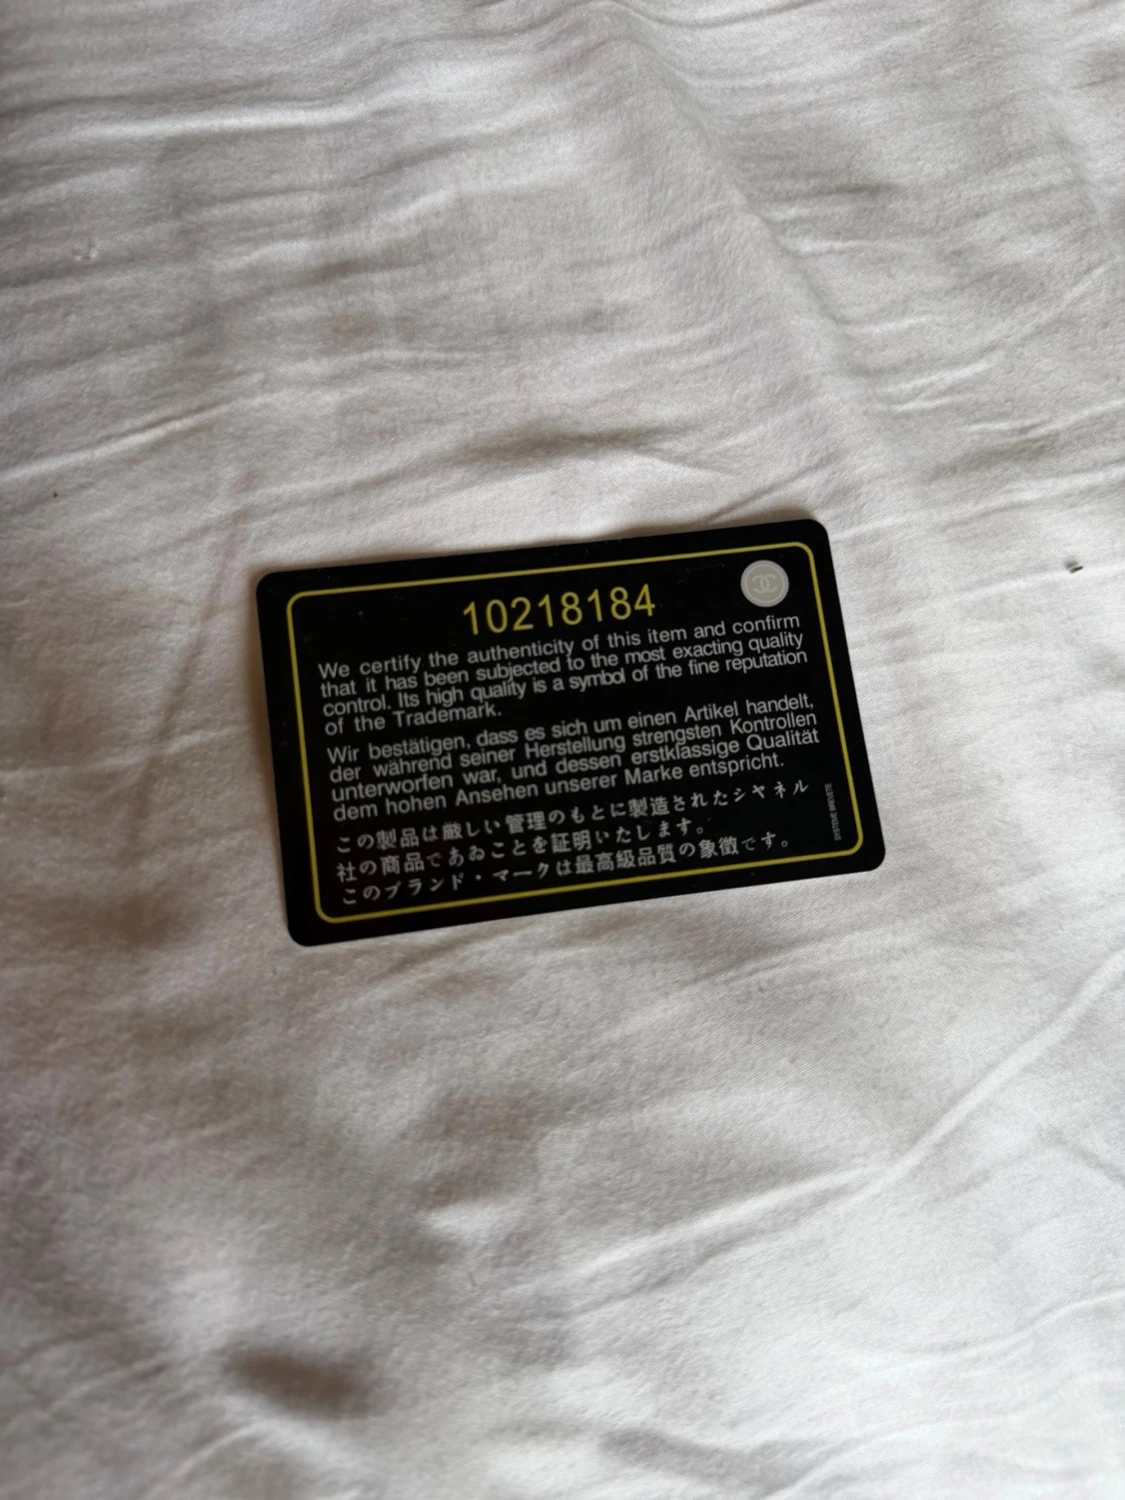 10218184
We certify the authenticity of this item and confirm
that it has been subjected to the most exacting quality
control. Its high quality is a symbol of the fine reputation
of the Trademark.
Wir bestätigen, dass es sich um einen Artikel handelt,
der während seiner Herstellung strengsten Kontrollen
unterworfen war, und dessen erstklassige Qualität
dem hohen Ansehen unserer Marke entspricht.
この製品は厳しい管理のもとに製造されたシヤネル
社の商品であゐことを証明いたします。
このブランド・マークは最高級品質の象徴です。
SYSTEME BREVETE